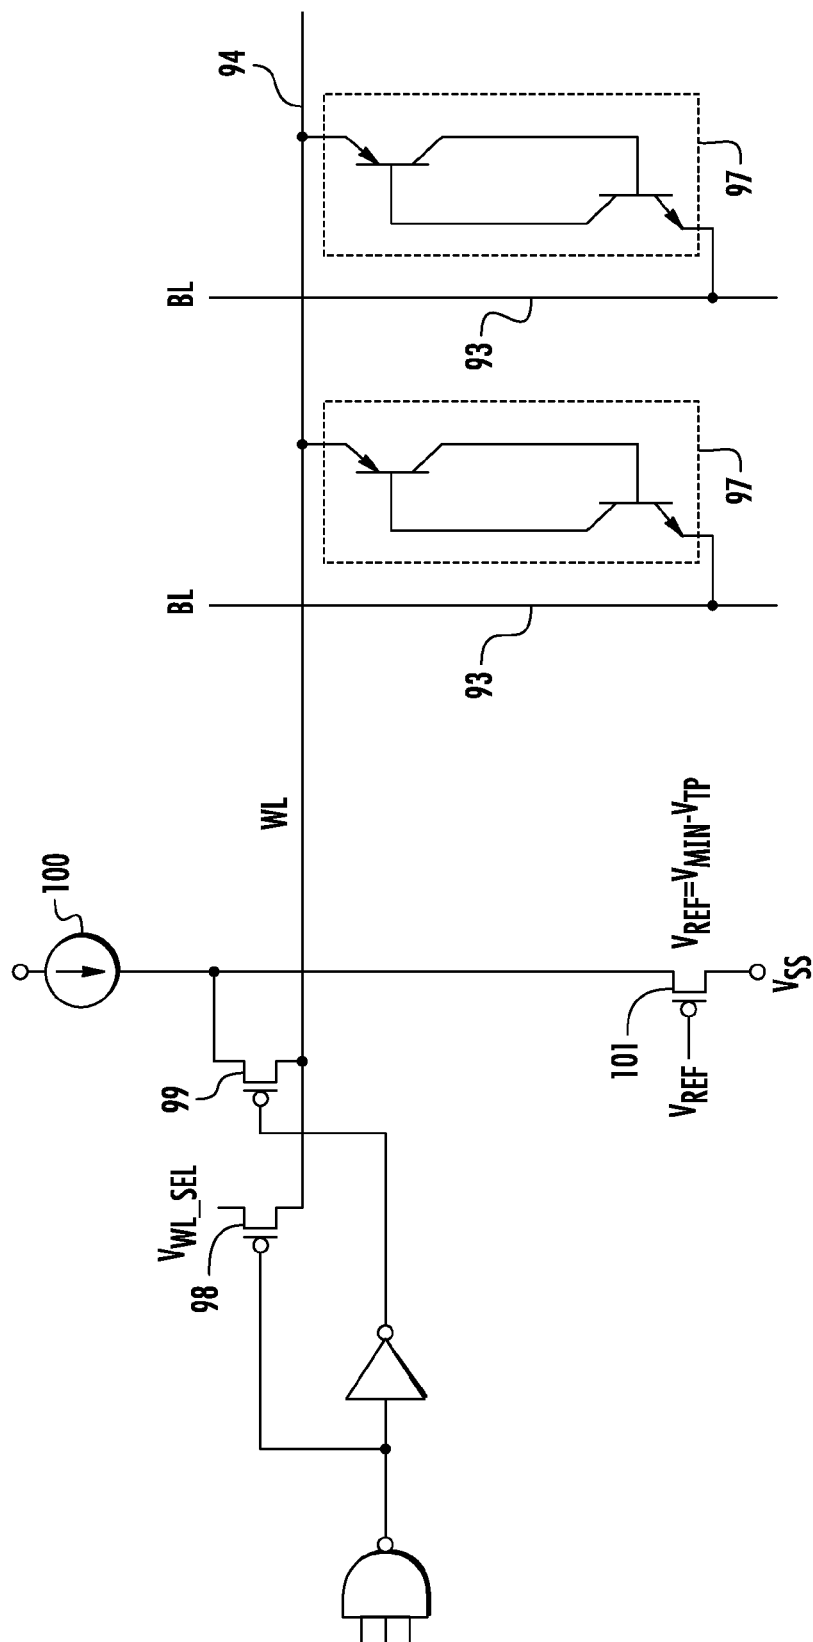 94
97
BL
93
97
BL
93
WL
100
V_REF=V_MIN-V_TP
101
V_SS
V_REF
99
V_WL_SEL
98